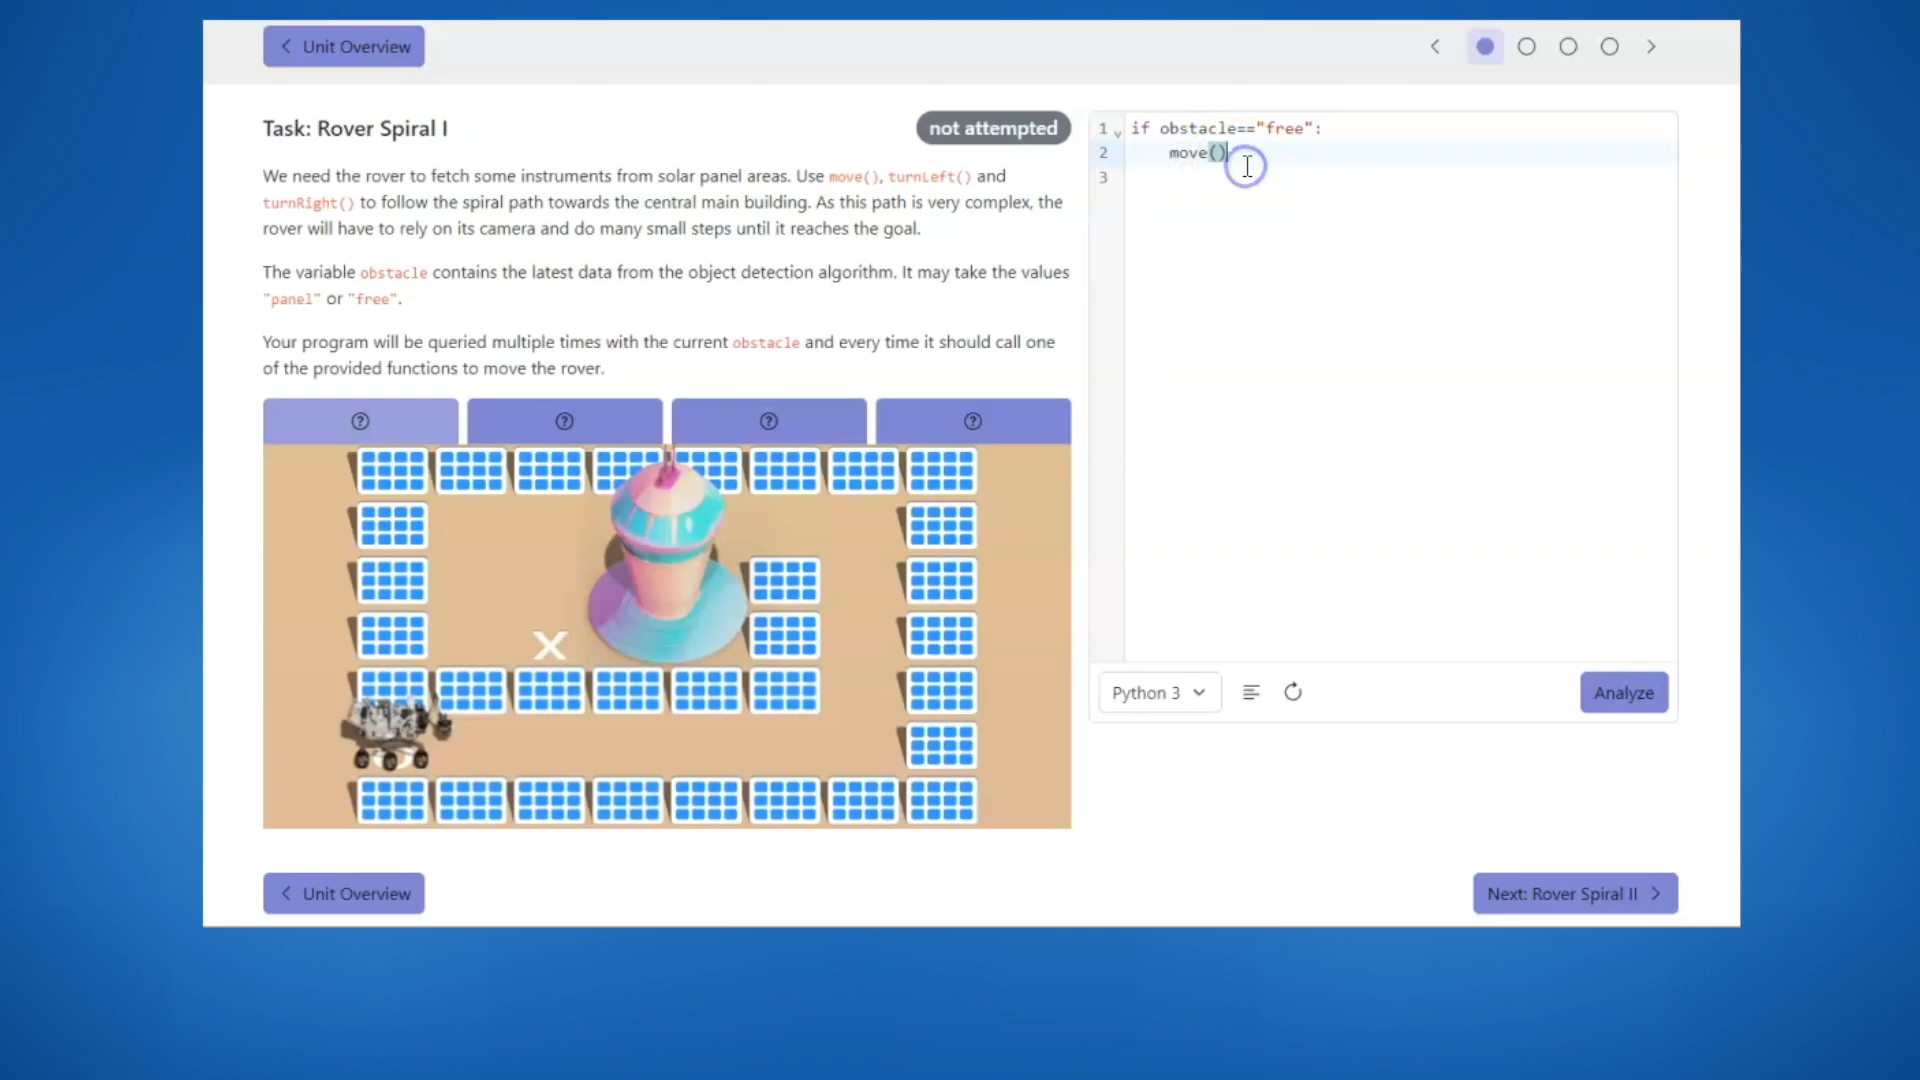 Unit Overview
Task: Rover Spiral I
not attempted
We need the rover to fetch some instruments from solar panel areas. Use move(), turnLeft() and
turnRight() to follow the spiral path towards the central main building. As this path is very complex, the
rover will have to rely on its camera and do many small steps until it reaches the goal.
The variable obstacle contains the latest data from the object detection algorithm. It may take the values
"panel" or "free".
Your program will be queried multiple times with the current obstacle and every time it should call one
of the provided functions to move the rover.
1 if obstacle=="free":
2 move()
3
Python 3
Analyze
Unit Overview
Next: Rover Spiral II